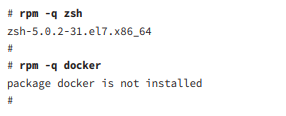 # rpm -q zsh
zsh-5.0.2-31.el7.x86_64
#
# rpm -q docker
package docker is not installed
#